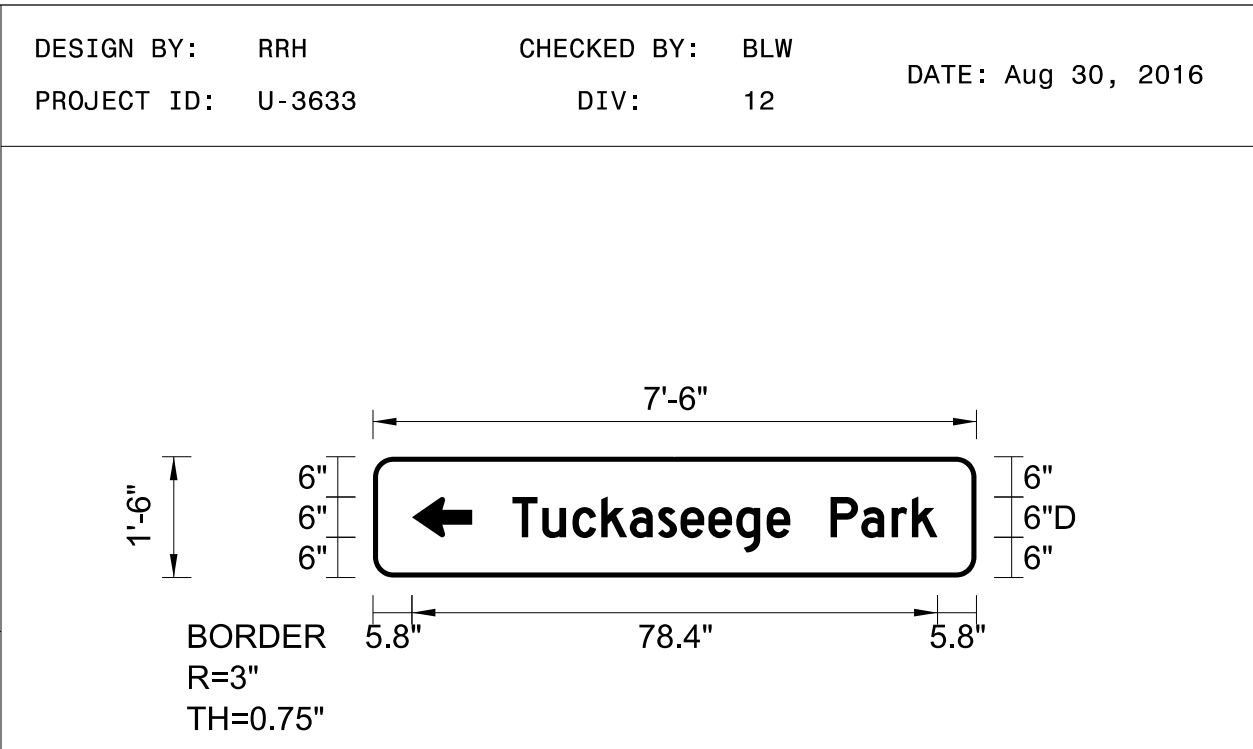 DESIGN BY: RRH CHECKED BY: BLW DATE: Aug 30, 2016
PROJECT ID: U-3633 DIV: 12
7'-6"
1'-6"
6" 6"
6" Tuckaseege Park 6"D
6" 6"
5.8" 78.4" 5.8"
BORDER
R=3"
TH=0.75"